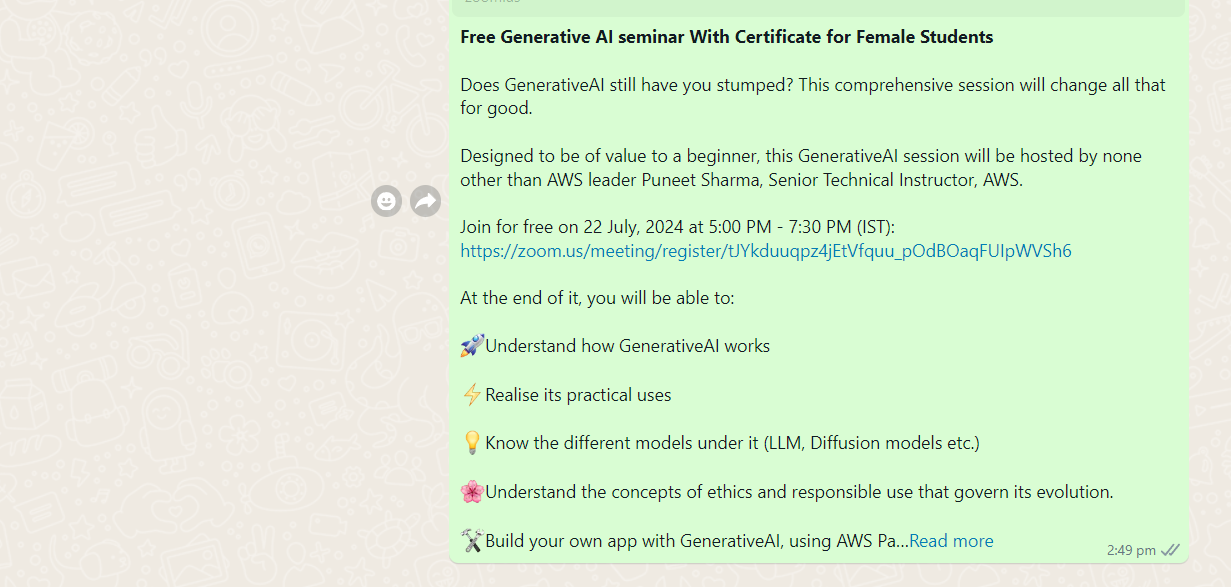 Free Generative AI seminar With Certificate for Female Students
Does GenerativeAI still have you stumped? This comprehensive session will change all that
for good.
Designed to be of value to a beginner, this GenerativeAI session will be hosted by none
other than AWS leader Puneet Sharma, Senior Technical Instructor, AWS.
Join for free on 22 July, 2024 at 5:00 PM - 7:30 PM (IST):
https://zoom.us/meeting/register/tJYkduuqpz4jEtVfquu_pOdBOaqFUIpWVSh6
At the end of it, you will be able to:
🚀Understand how GenerativeAI works
⚡Realise its practical uses
💡Know the different models under it (LLM, Diffusion models etc.)
🌸Understand the concepts of ethics and responsible use that govern its evolution.
🛠Build your own app with GenerativeAI, using AWS Pa...Read more
2:49 pm